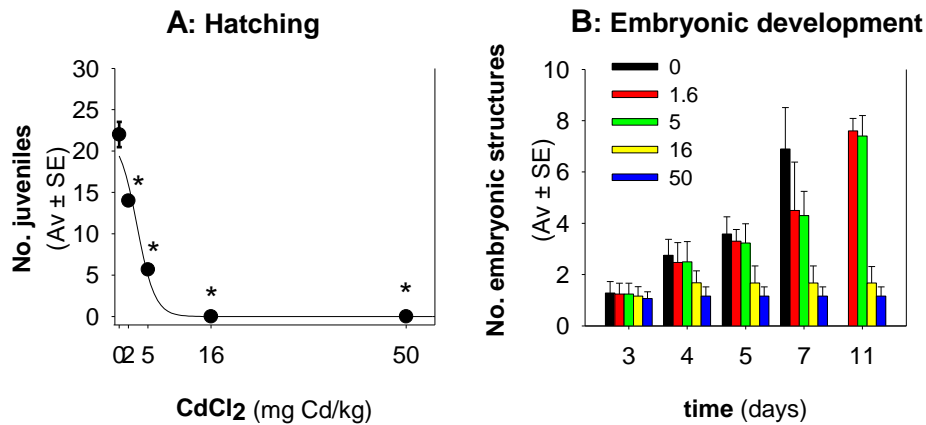 A: Hatching
No. juveniles
(Av ± SE)
30
25
20
15
10
5
0
*
*
*
*
0 2 5 16 50
CdCl2 (mg Cd/kg)
B: Embryonic development
No. embryonic structures
(Av ± SE)
10
8
6
4
2
0
0
1.6
5
16
50
3 4 5 7 11
time (days)